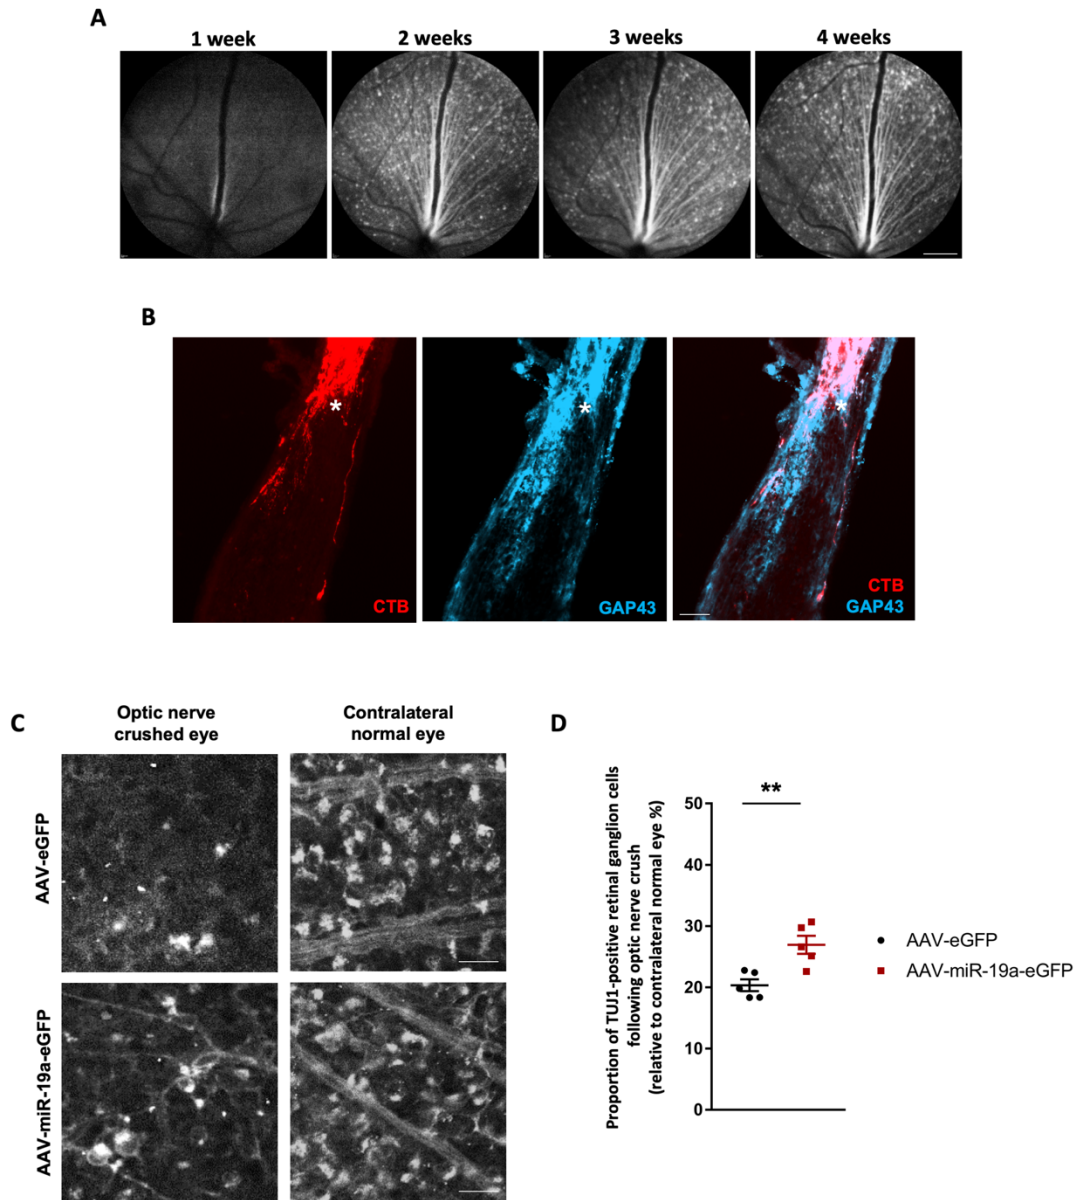 A
1 week
2 weeks
3 weeks
4 weeks
B
*
CTB
*
GAP43
*
CTB
GAP43
C
Optic nerve
crushed eye
Contralateral
normal eye
AAV-eGFP
AAV-miR-19a-eGFP
D
Proportion of TUJ1-positive retinal ganglion cells
following optic nerve crush
(relative to contralateral normal eye %)
**
50
40
30
20
10
0
AAV-eGFP
AAV-miR-19a-eGFP